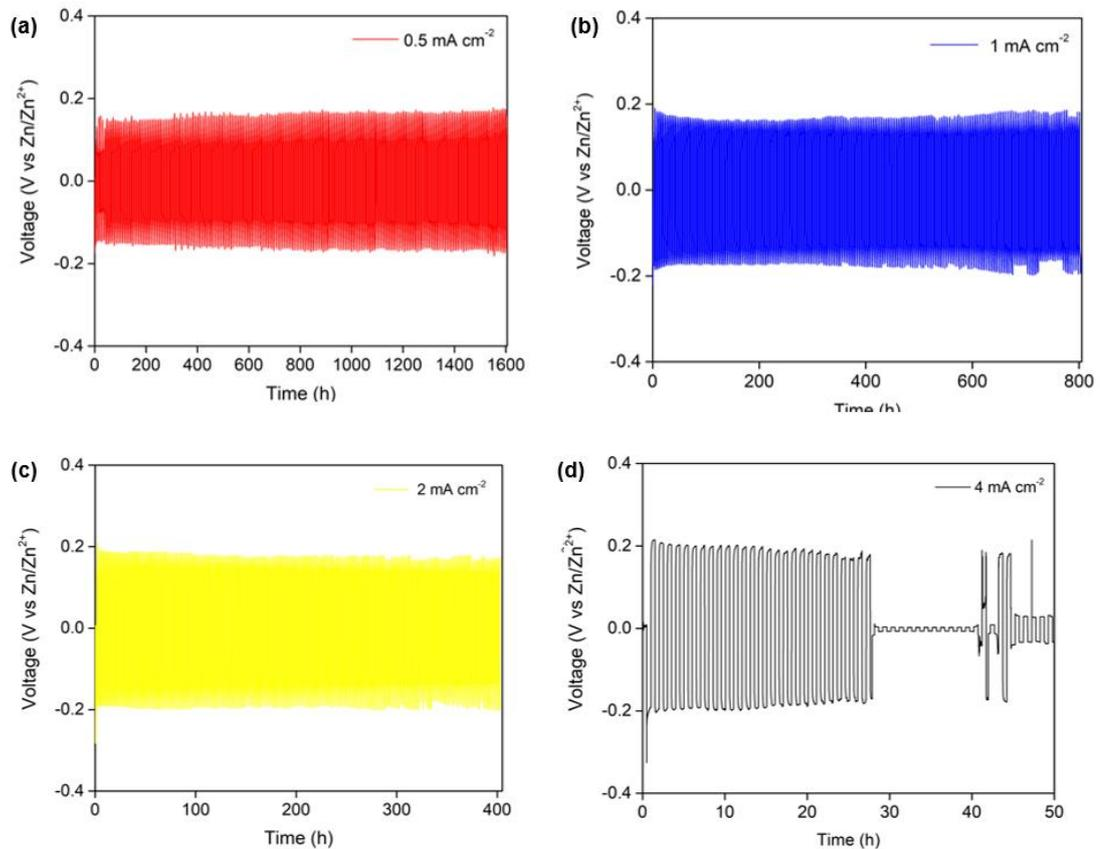 (a)
0.4
0.2
0.0
-0.2
-0.4
Voltage (V vs Zn/Zn²⁺)
0.5 mA cm⁻²
0 200 400 600 800 1000 1200 1400 1600
Time (h)
(b)
0.4
0.2
0.0
-0.2
-0.4
Voltage (V vs Zn/Zn²⁺)
1 mA cm⁻²
0 200 400 600 800
Time (h)
(c)
0.4
0.2
0.0
-0.2
-0.4
Voltage (V vs Zn/Zn²⁺)
2 mA cm⁻²
0 100 200 300 400
Time (h)
(d)
0.4
0.2
0.0
-0.2
-0.4
Voltage (V vs Zn/Zn²⁺)
4 mA cm⁻²
0 10 20 30 40 50
Time (h)